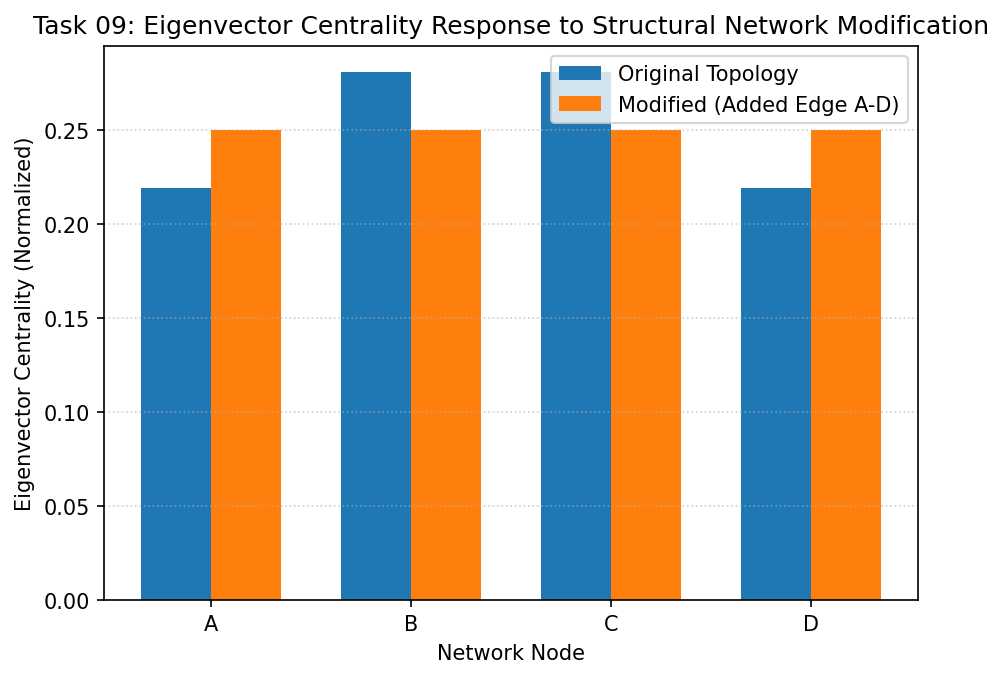 Task 09: Eigenvector Centrality Response to Structural Network Modification
Original Topology
Modified (Added Edge A-D)
Eigenvector Centrality (Normalized)
0.25
0.20
0.15
0.10
0.05
0.00
A B C D
Network Node